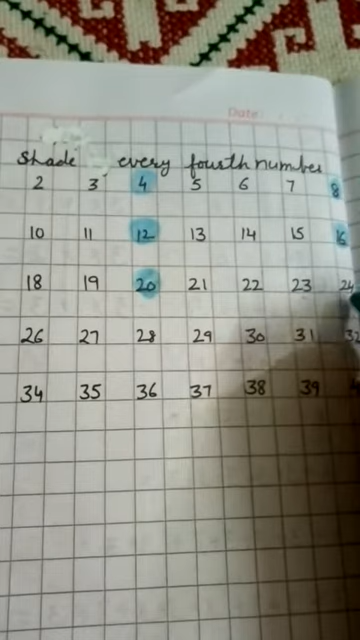 Date
Shade every fourth number
2 3 4 5 6 7 8
10 11 12 13 14 15 16
18 19 20 21 22 23 24
26 27 28 29 30 31 32
34 35 36 37 38 39